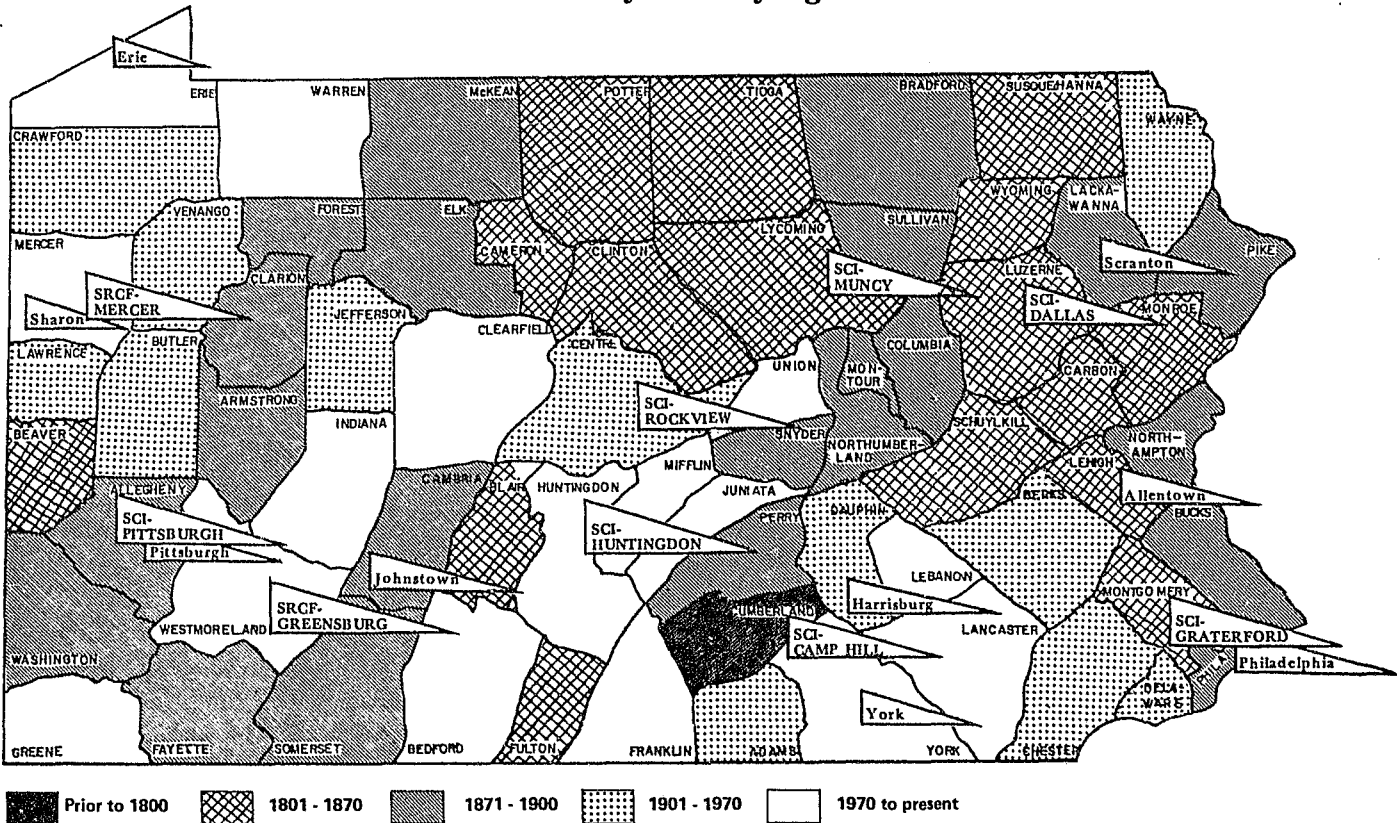 Erie
ERIE
WARREN
McKEAN
POTTER
TIOGA
BRADFORD
SUSQUEHANNA
WAYNE
CRAWFORD
VENANGO
FOREST
ELK
CAMERON
CLINTON
LYCOMING
SULLIVAN
WYOMING
LACKA-
WANNA
PIKE
MERCER
CLARION
SCI-
MUNCY
LUZERNE
Scranton
SRCF-
MERCER
Sharon
JEFFERSON
CLEARFIELD
SCI-
DALLAS
MONROE
LAWRENCE
BUTLER
CENTRE
UNION
MON-
TOUR
COLUMBIA
CARBON
ARMSTRONG
INDIANA
SCI-
ROCKVIEW
SNYDER
NORTHUMBER-
LAND
SCHUYLKILL
NORTH-
AMPTON
BEAVER
MIFFLIN
LEHIGH
ALLEGHENY
CAMBRIA
BLAIR
HUNTINGDON
JUNIATA
PERRY
DAUPHIN
BERKS
Allentown
BUCKS
SCI-
PITTSBURGH
Pittsburgh
SCI-
HUNTINGDON
Johnstown
LEBANON
Harrisburg
MONTGOMERY
SRCF-
GREENSBURG
WESTMORELAND
CUMBERLAND
SCI-
CAMP HILL
LANCASTER
SCI-
GRATERFORD
Philadelphia
PHILA
WASHINGTON
York
DELA-
WARE
GREENE
FAYETTE
SOMERSET
BEDFORD
FULTON
FRANKLIN
ADAMS
YORK
CHESTER
Prior to 1800
1801 - 1870
1871 - 1900
1901 - 1970
1970 to present